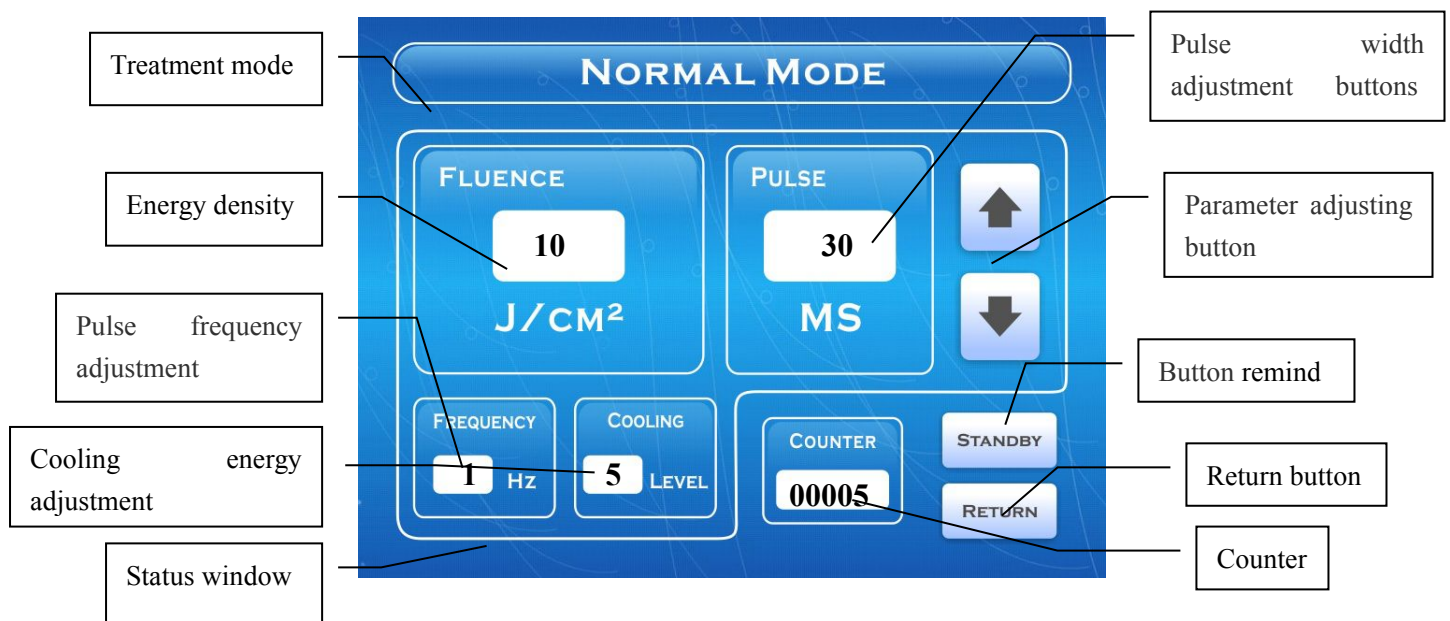 Treatment mode
Energy density
Pulse frequency
adjustment
Cooling energy
adjustment
Status window
NORMAL MODE
FLUENCE
10
J/CM²
PULSE
30
MS
FREQUENCY
1 HZ
COOLING
5 LEVEL
COUNTER
00005
STANDBY
RETURN
Pulse width
adjustment buttons
Parameter adjusting
button
Button remind
Return button
Counter